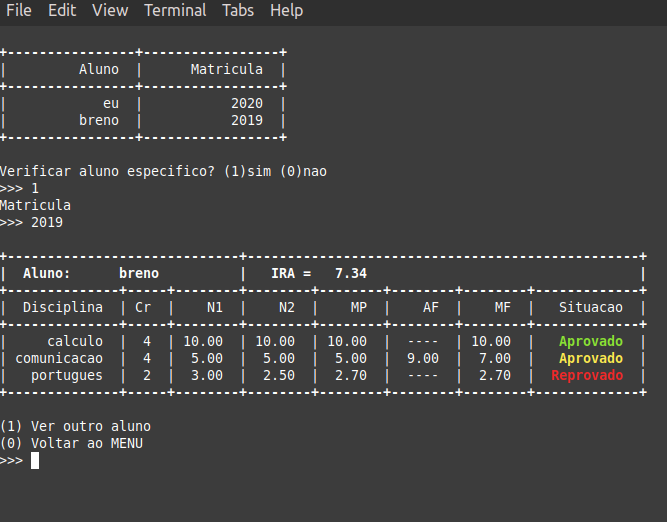 File Edit View Terminal Tabs Help
+----------------+-----------------+
| Aluno | Matricula |
+----------------+-----------------+
| eu | 2020 |
| breno | 2019 |
+----------------+-----------------+
Verificar aluno especifico? (1)sim (0)nao
>>> 1
Matricula
>>> 2019
+-----------------------------+-------------------------------------------------+
| Aluno: breno | IRA = 7.34 |
+--------------+-----+--------+--------+--------+--------+--------+-------------+
| Disciplina | Cr | N1 | N2 | MP | AF | MF | Situacao |
+--------------+-----+--------+--------+--------+--------+--------+-------------+
| calculo | 4 | 10.00 | 10.00 | 10.00 | ---- | 10.00 | Aprovado |
| comunicacao | 4 | 5.00 | 5.00 | 5.00 | 9.00 | 7.00 | Aprovado |
| portugues | 2 | 3.00 | 2.50 | 2.70 | ---- | 2.70 | Reprovado |
+--------------+-----+--------+--------+--------+--------+--------+-------------+
(1) Ver outro aluno
(0) Voltar ao MENU
>>>